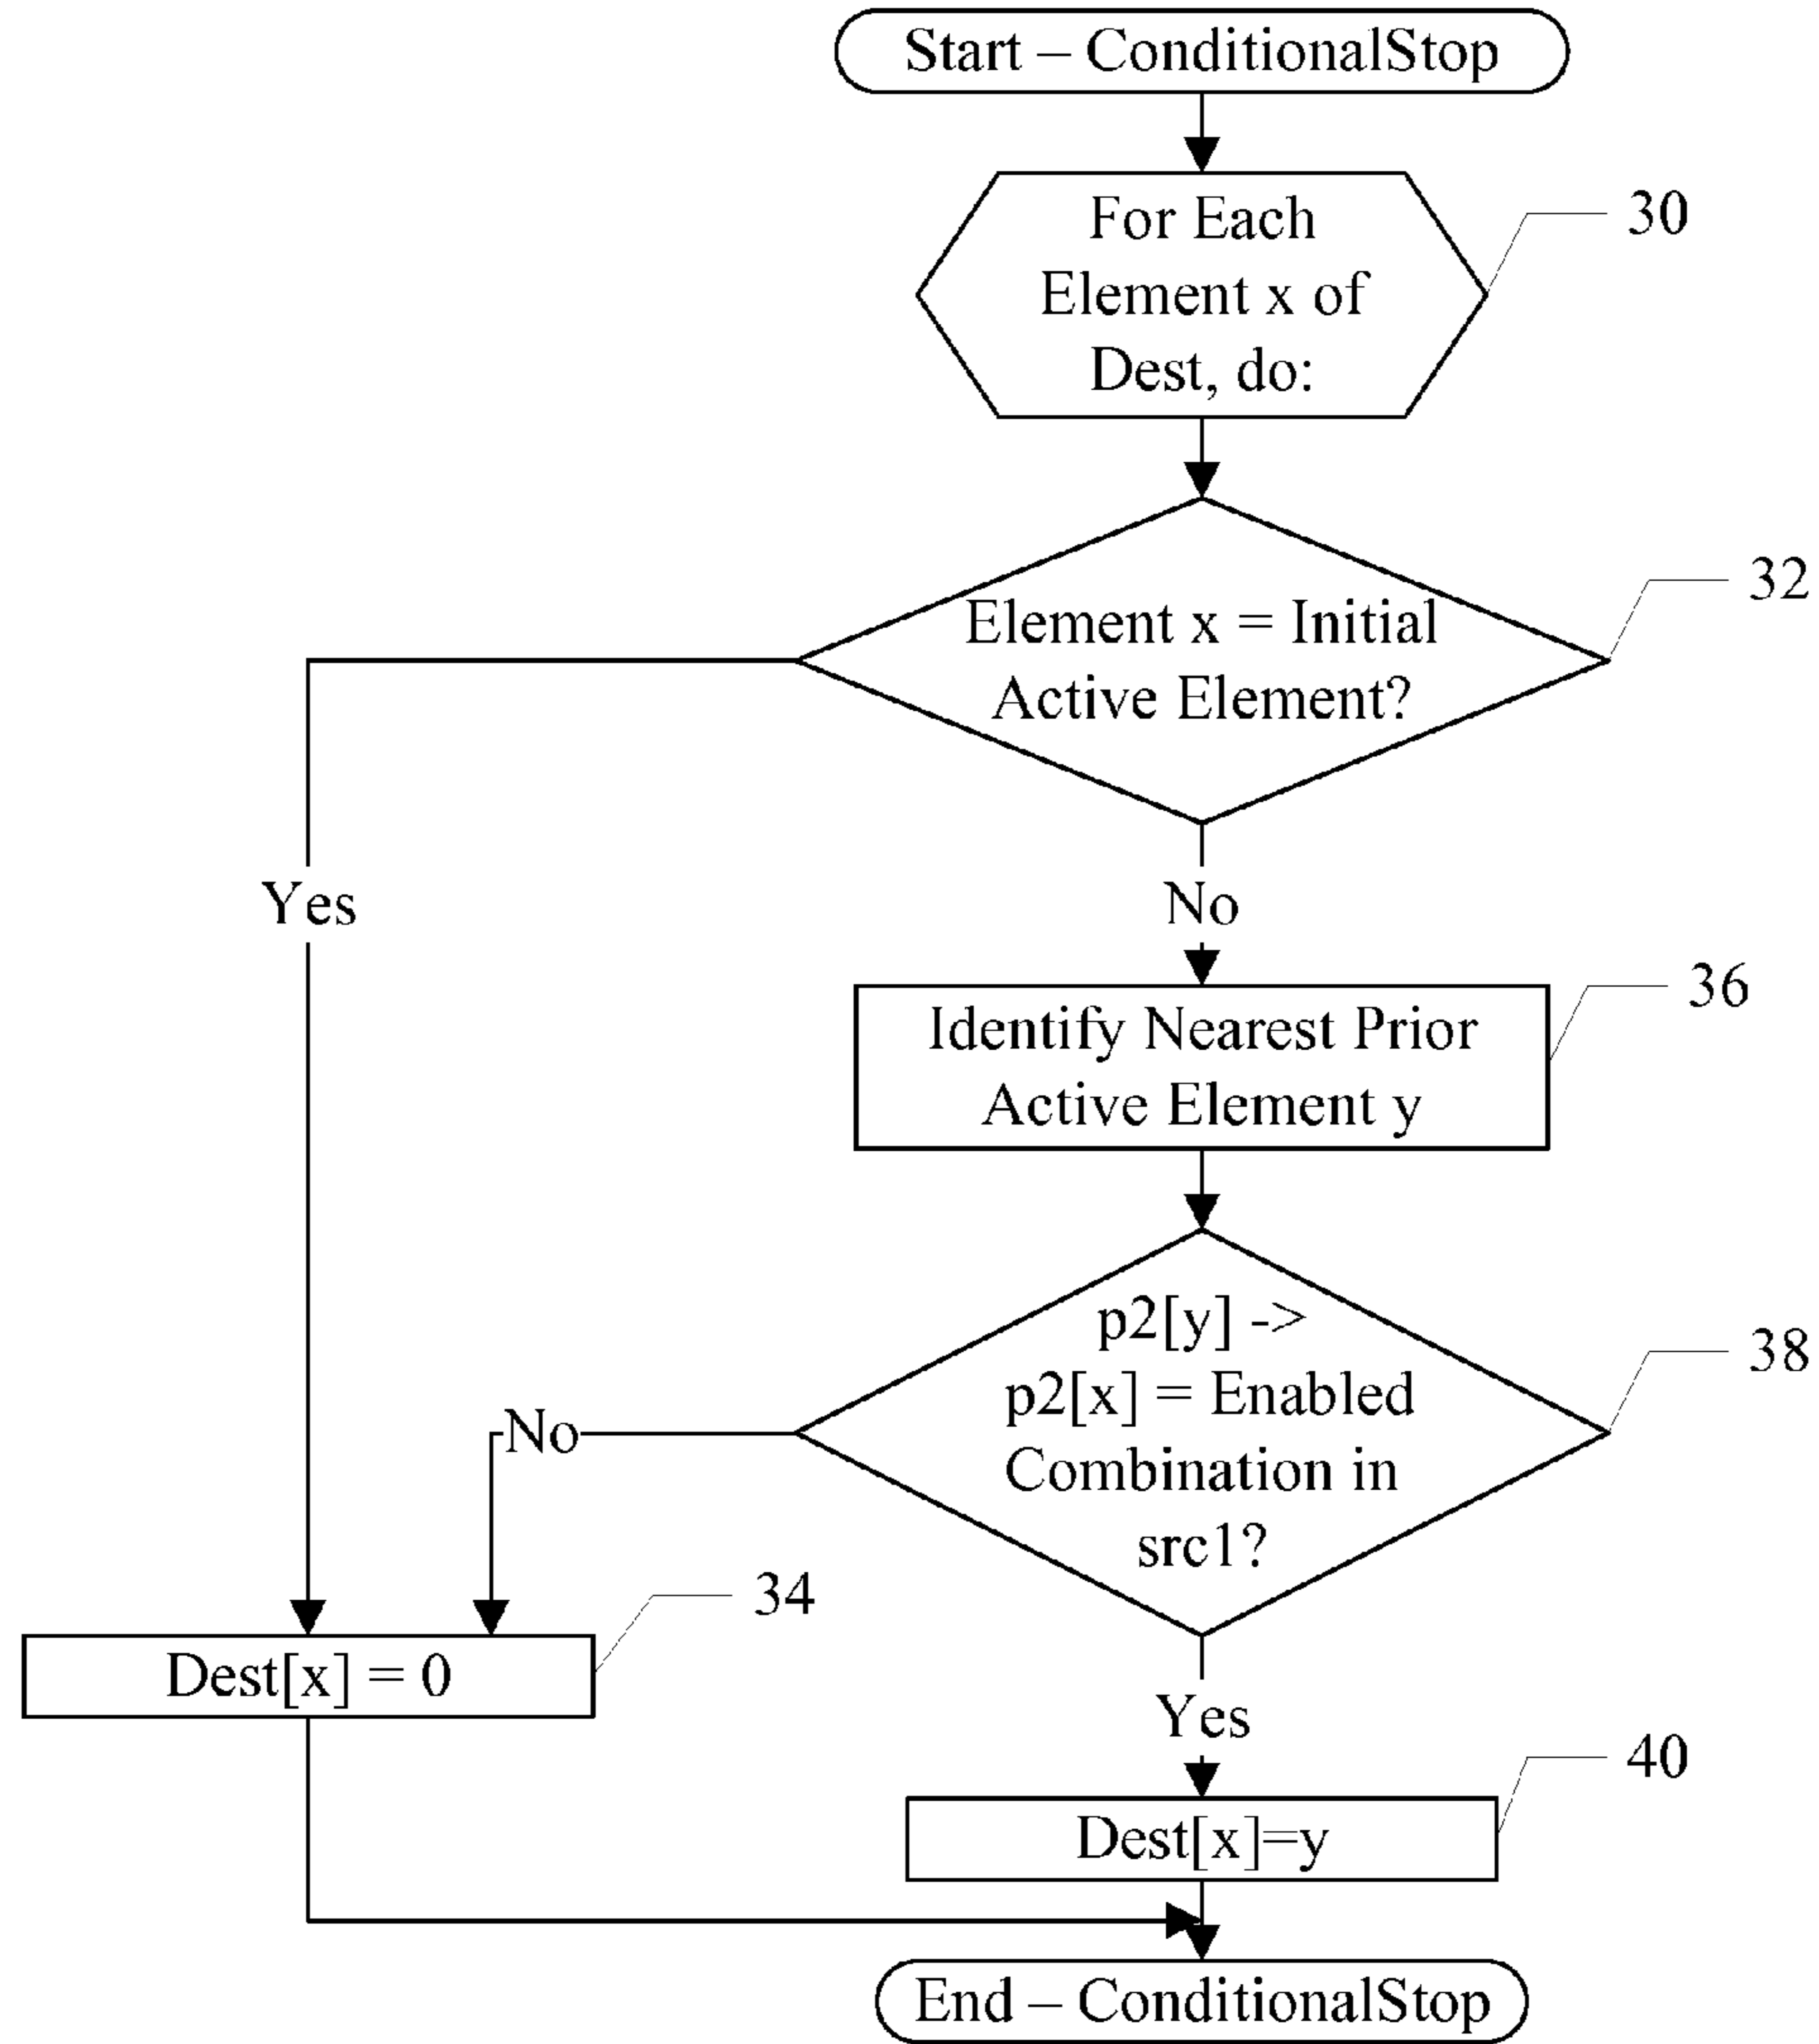 Start – ConditionalStop
For Each
Element x of
Dest, do:
30
Element x = Initial
Active Element?
32
Yes
No
Identify Nearest Prior
Active Element y
36
p2[y] ->
p2[x] = Enabled
Combination in
src1?
38
No
34
Dest[x] = 0
Yes
40
Dest[x]=y
End – ConditionalStop